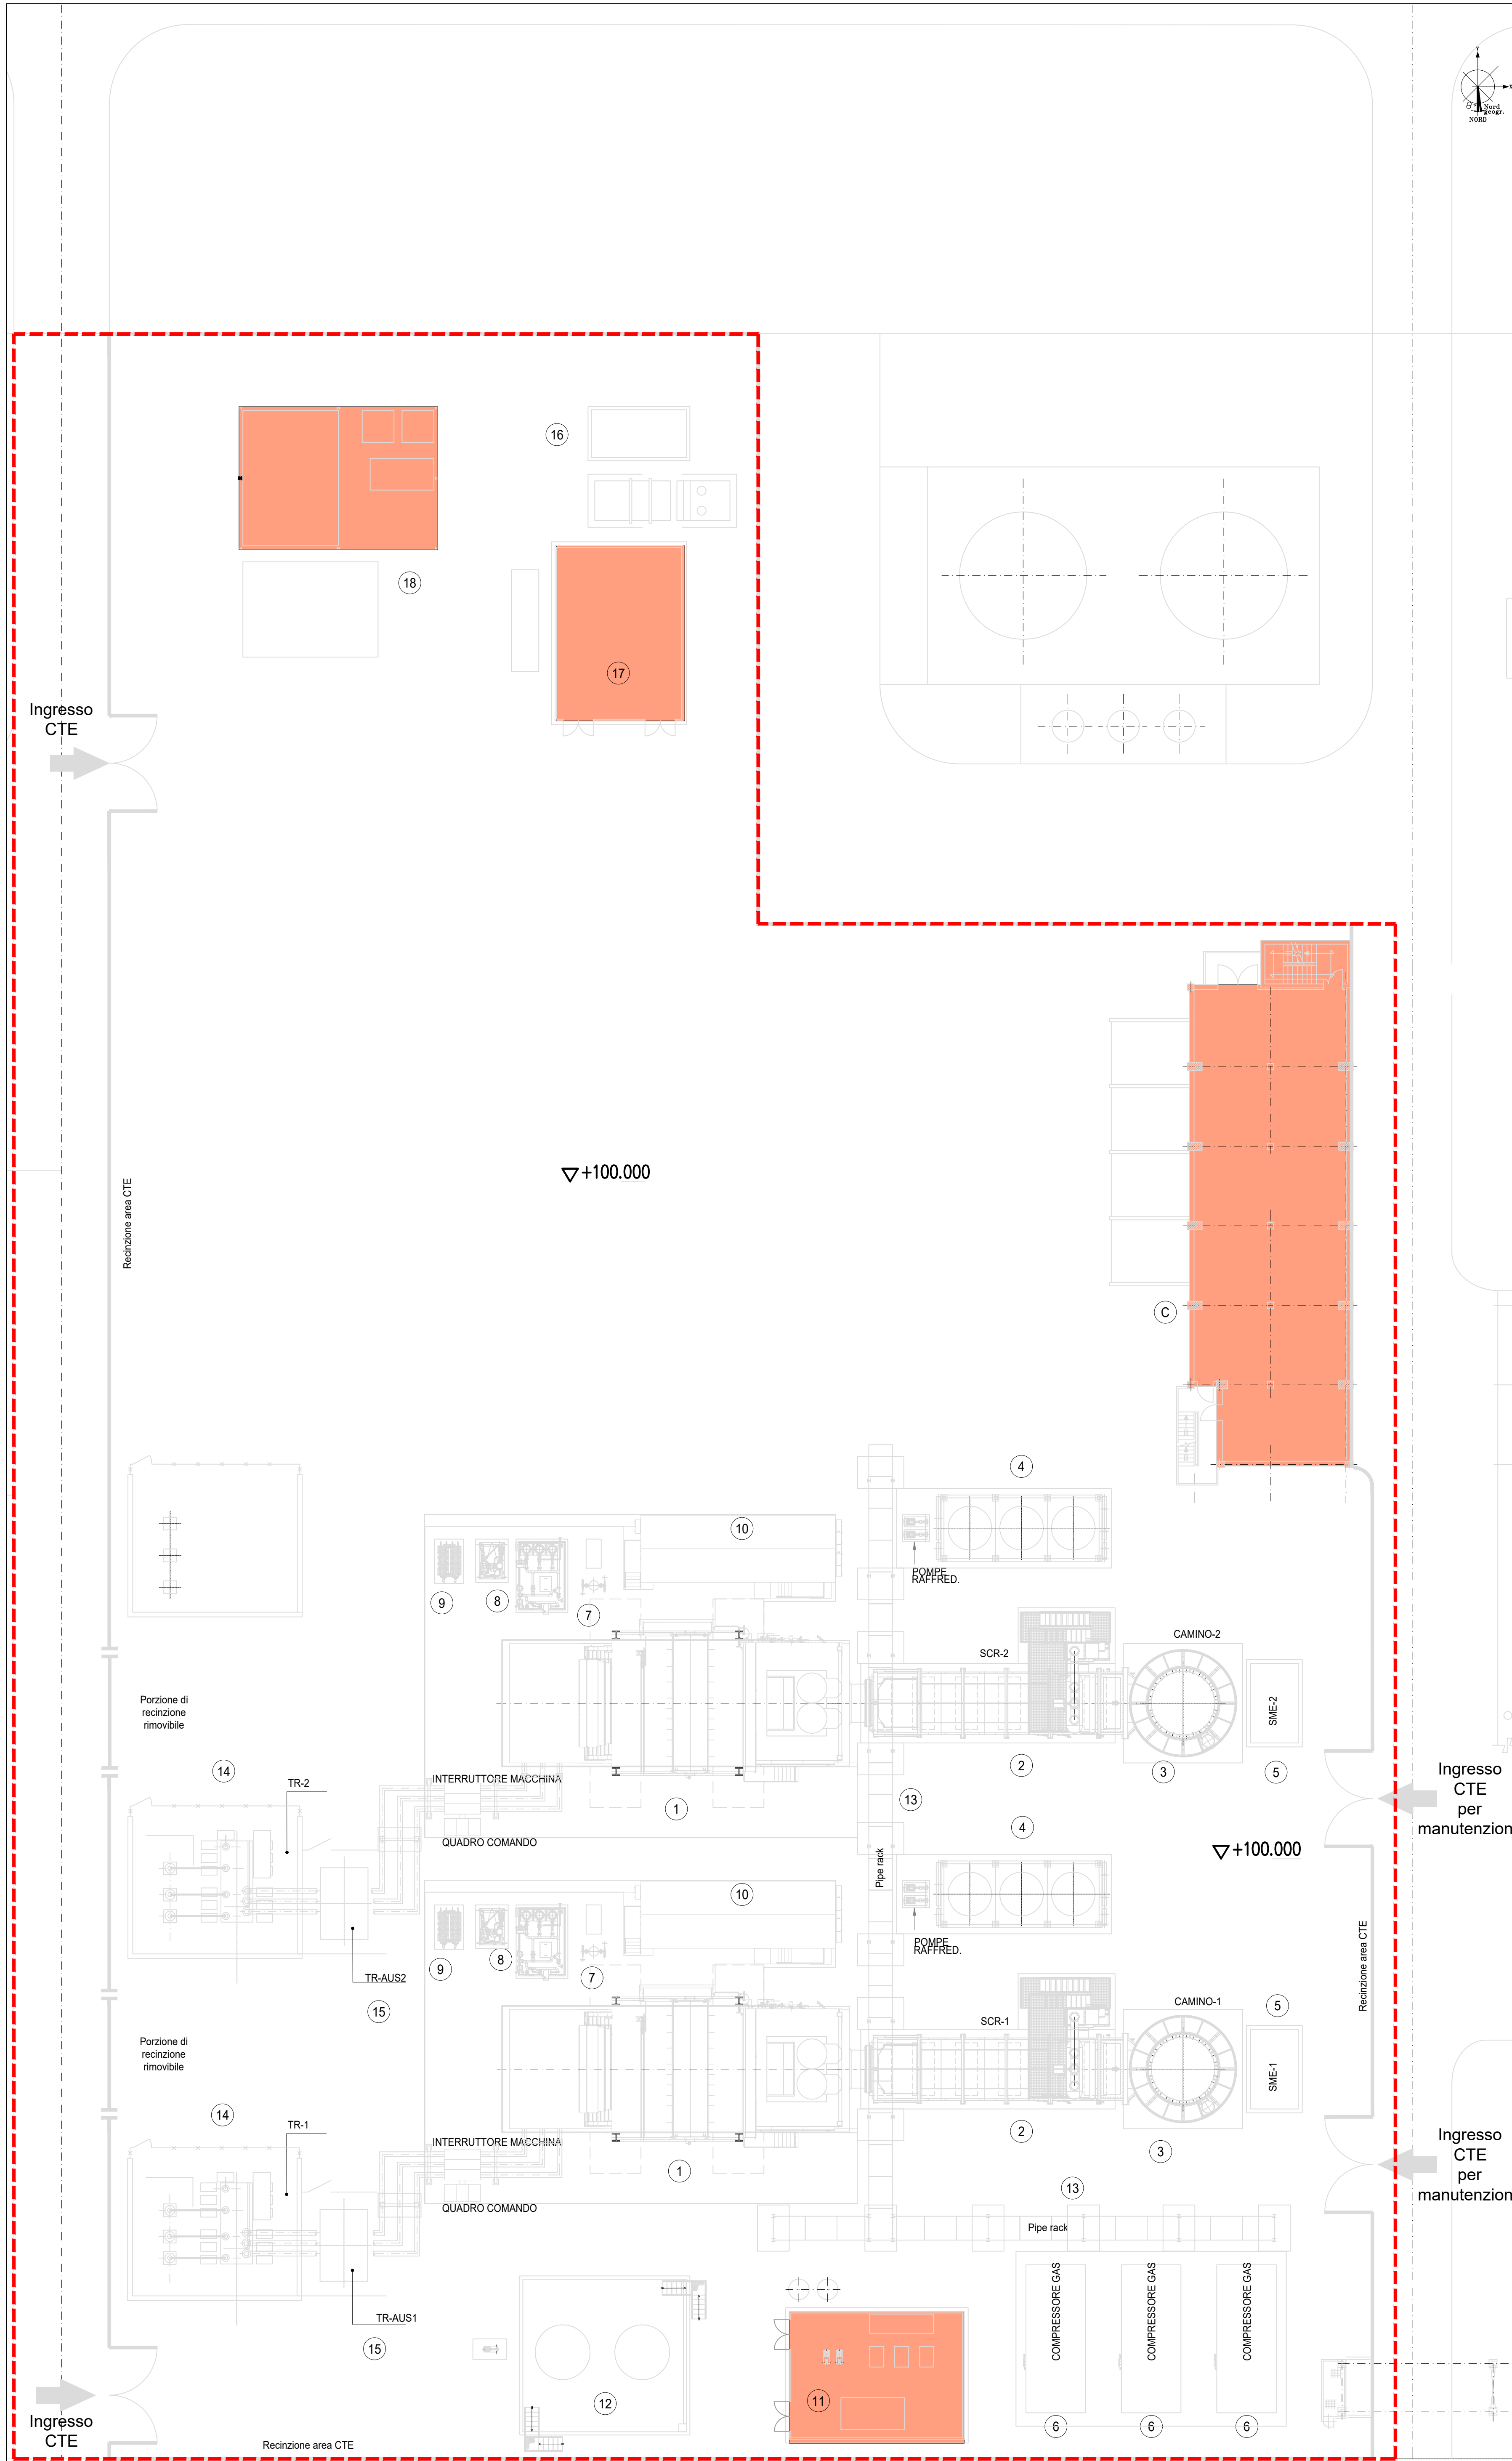 Y
X
Nord
geogr.
NORD
16
18
17
Ingresso
CTE
Recinzione area CTE
+100.000
C
4
10
POMPE
RAFFRED.
9
8
7
SCR-2
CAMINO-2
SME-2
Porzione di
recinzione
rimovibile
14
TR-2
INTERRUTTORE MACCHINA
QUADRO COMANDO
1
2
3
5
13
4
Ingresso
CTE
per
manutenzion
+100.000
Pipe rack
10
POMPE
RAFFRED.
9
8
7
TR-AUS2
15
Recinzione area CTE
SCR-1
CAMINO-1
5
SME-1
Porzione di
recinzione
rimovibile
14
TR-1
INTERRUTTORE MACCHINA
QUADRO COMANDO
1
2
3
13
Ingresso
CTE
per
manutenzion
Pipe rack
TR-AUS1
15
COMPRESSORE GAS
COMPRESSORE GAS
COMPRESSORE GAS
12
11
6
6
6
Ingresso
CTE
Recinzione area CTE